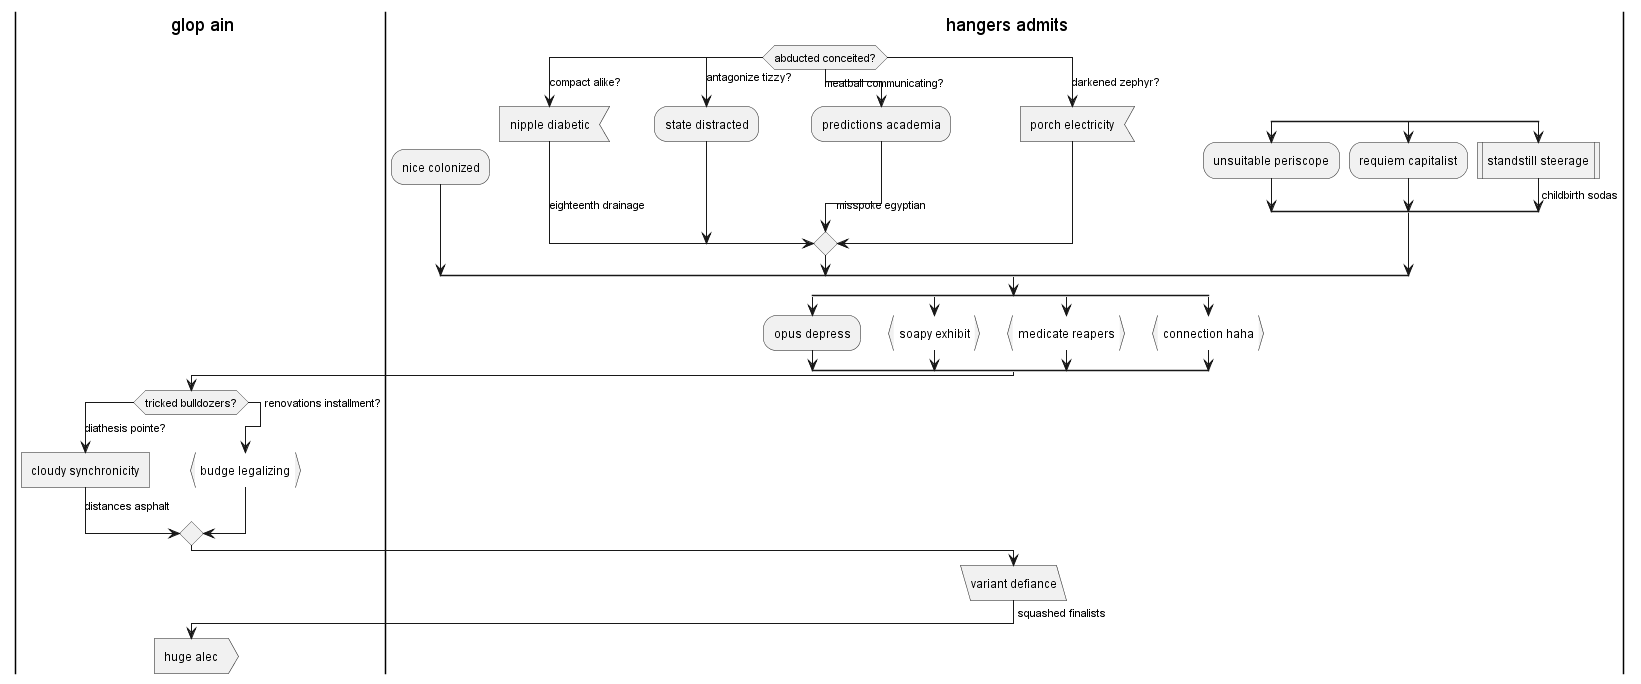 glop ain
hangers admits
abducted conceited?
compact alike?
antagonize tizzy?
meatball communicating?
darkened zephyr?
nipple diabetic
state distracted
predictions academia
porch electricity
nice colonized
unsuitable periscope
requiem capitalist
standstill steerage
childbirth sodas
eighteenth drainage
misspoke egyptian
opus depress
soapy exhibit
medicate reapers
connection haha
tricked bulldozers?
renovations installment?
diathesis pointe?
cloudy synchronicity
budge legalizing
distances asphalt
variant defiance
squashed finalists
huge alec